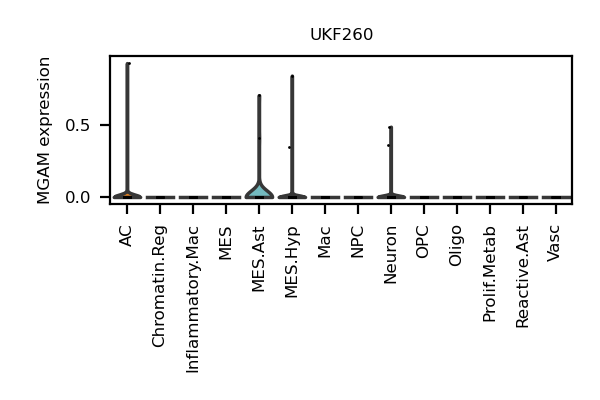 UKF260
MGAM expression
0.5
0.0
AC
Chromatin.Reg
Inflammatory.Mac
MES
MES.Ast
MES.Hyp
Mac
NPC
Neuron
OPC
Oligo
Prolif.Metab
Reactive.Ast
Vasc